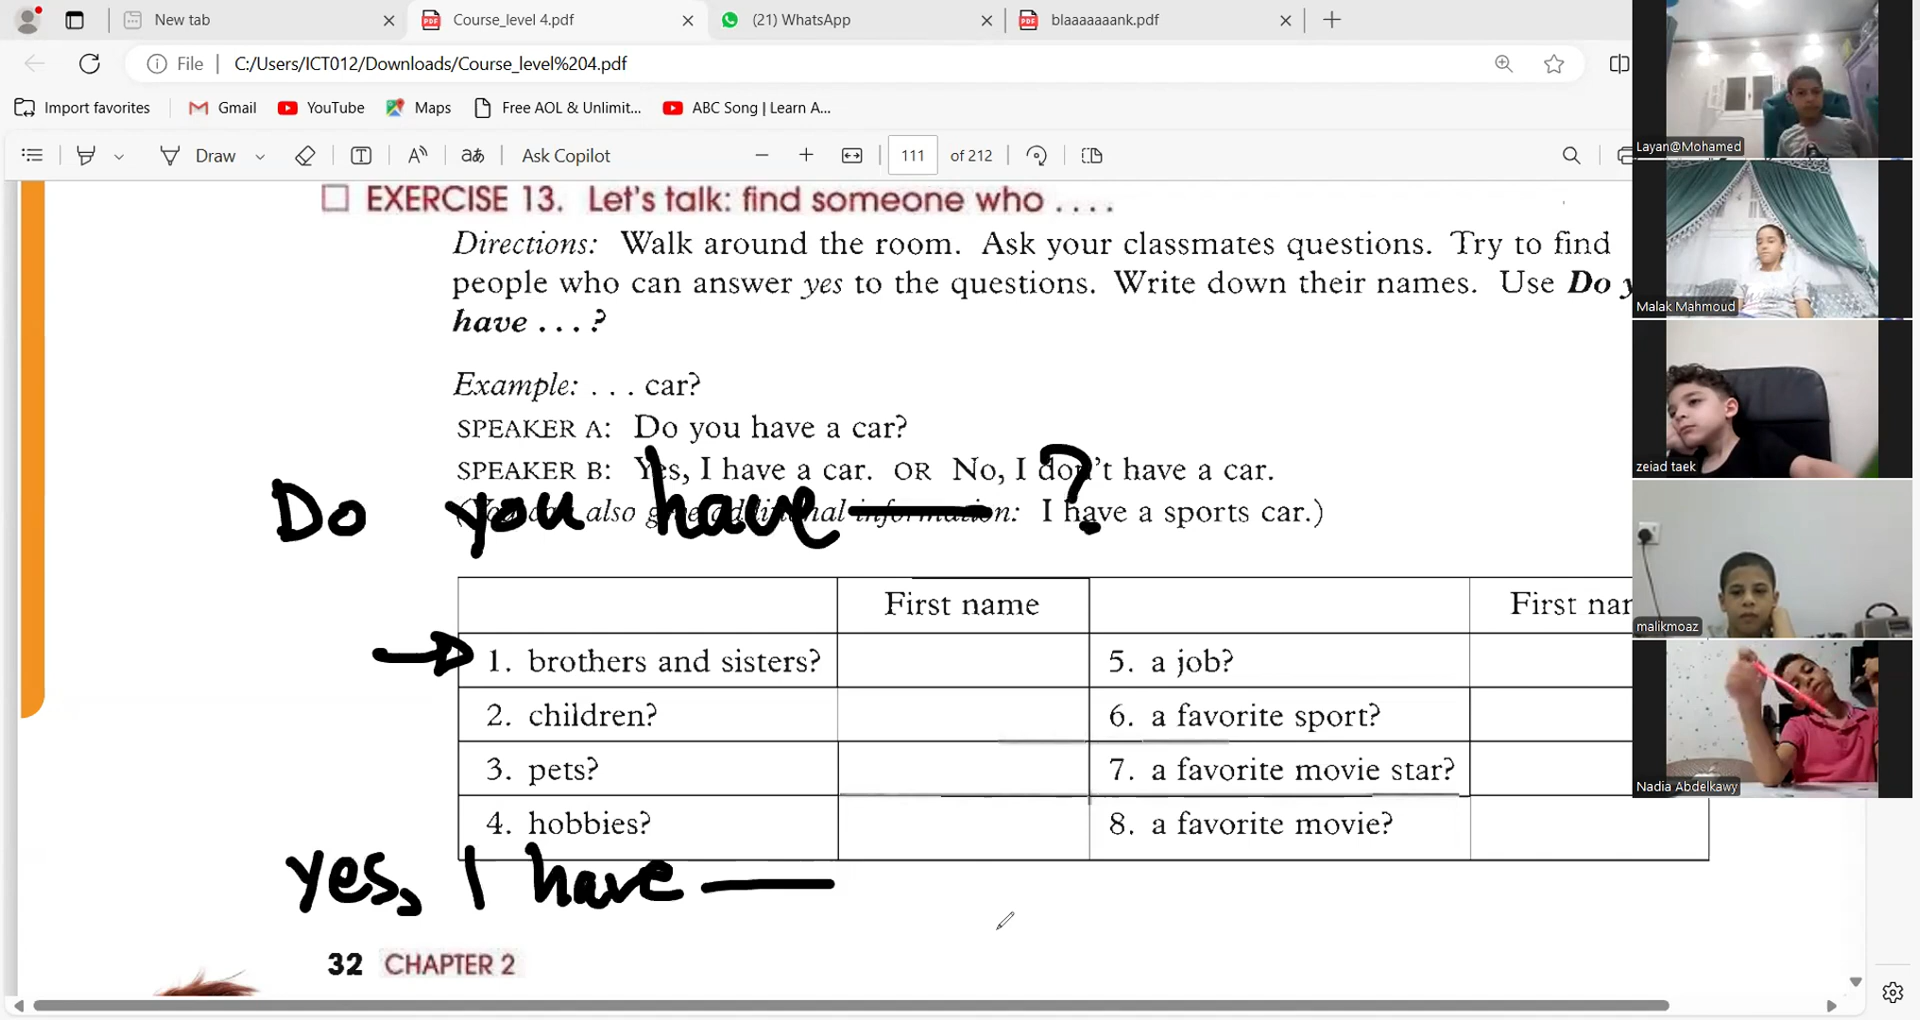 New tab
Course_level 4.pdf
(21) WhatsApp
blaaaaaaank.pdf
File
C:/Users/ICT012/Downloads/Course_level%204.pdf
Import favorites
Gmail
YouTube
Maps
Free AOL & Unlimit...
ABC Song | Learn A...
Draw
Ask Copilot
111 of 212
EXERCISE 13. Let's talk: find someone who . . . .
Directions: Walk around the room. Ask your classmates questions. Try to find
people who can answer yes to the questions. Write down their names. Use Do y
have . . . ?
Example: . . . car?
SPEAKER A: Do you have a car?
SPEAKER B: Yes, I have a car. OR No, I don't have a car.
(You can also give additional information: I have a sports car.)
Do you have ?
First name
First nar
1. brothers and sisters?
5. a job?
2. children?
6. a favorite sport?
3. pets?
7. a favorite movie star?
4. hobbies?
8. a favorite movie?
yes, I have
32 CHAPTER 2
Layan@Mohamed
Malak Mahmoud
zeiad taek
malikmoaz
Nadia Abdelkawy